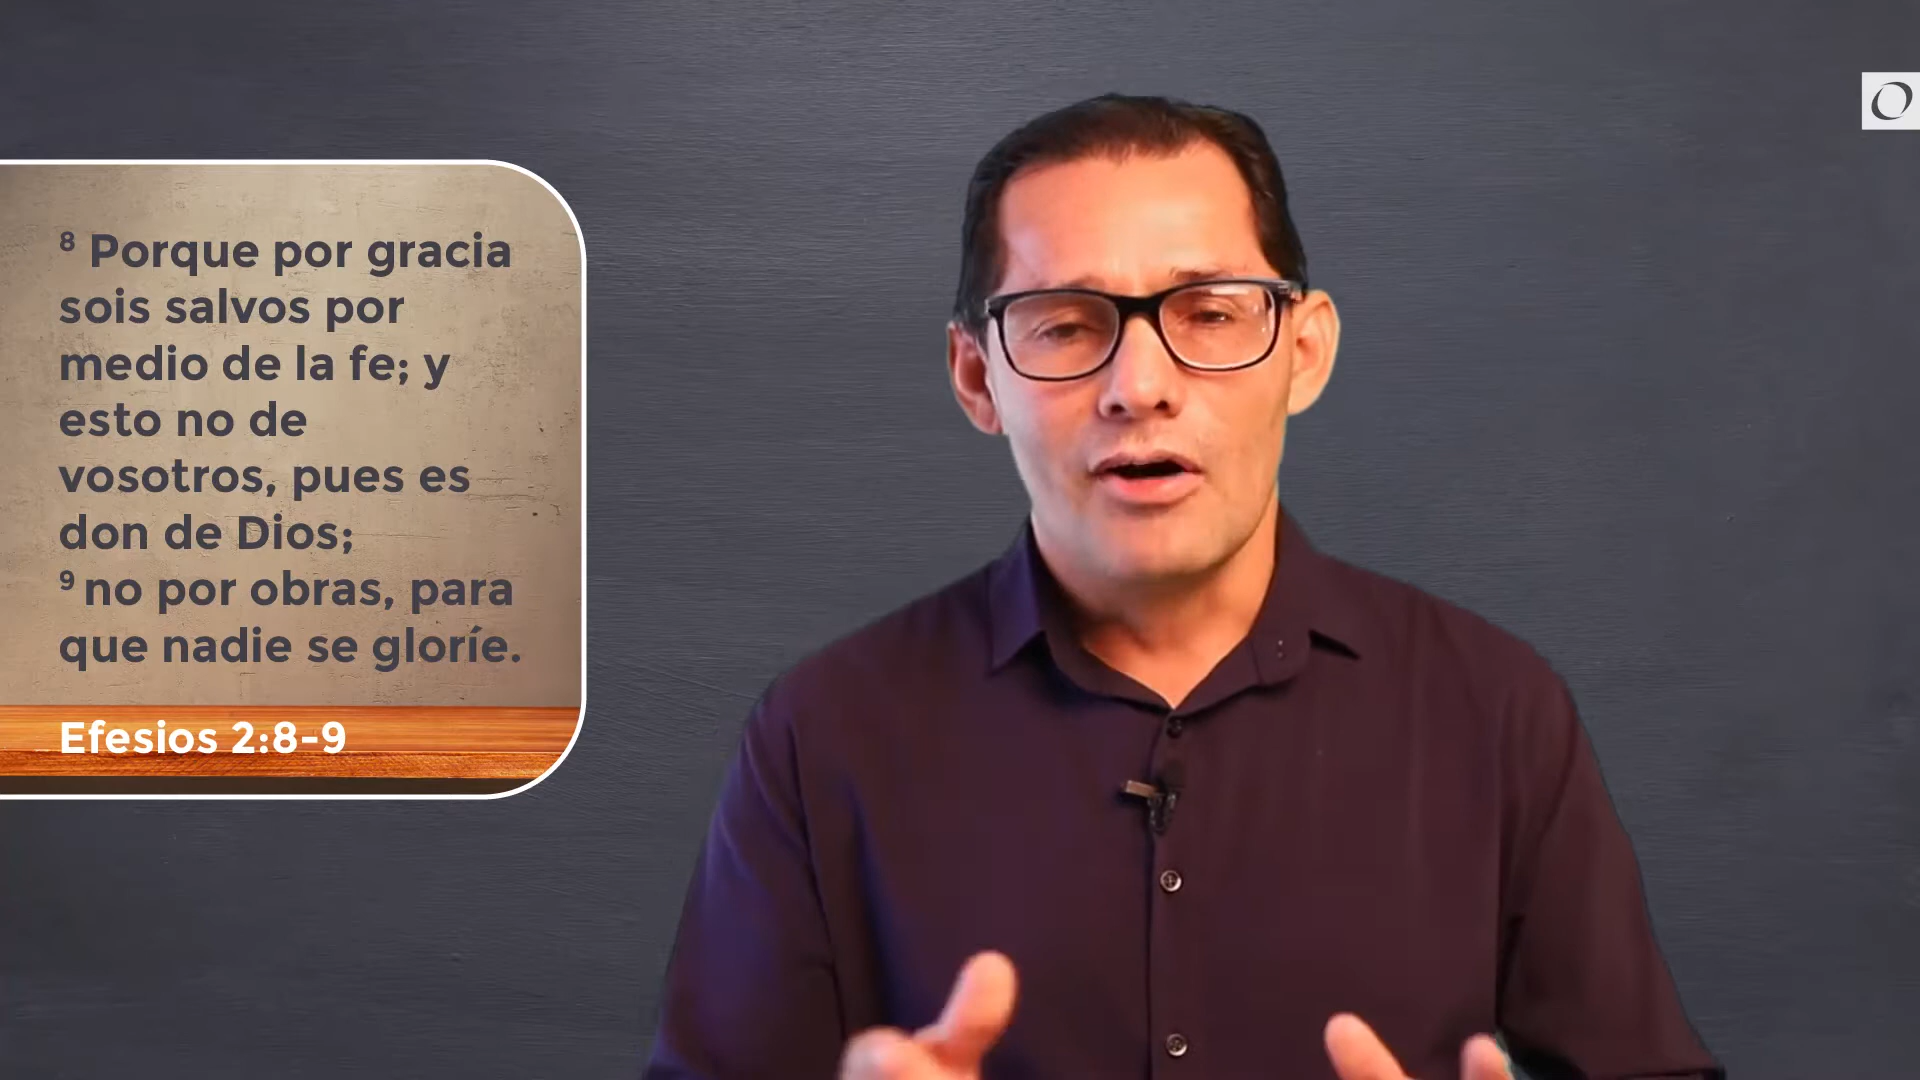 ⁸ Porque por gracia
sois salvos por
medio de la fe; y
esto no de
vosotros, pues es
don de Dios;
⁹ no por obras, para
que nadie se gloríe.
Efesios 2:8-9